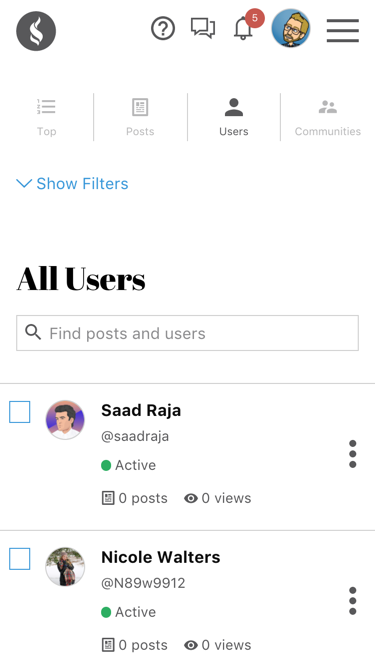 5
Top
Posts
Users
Communities
Show Filters
All Users
Find posts and users
Saad Raja
@saadraja
Active
0 posts 0 views
Nicole Walters
@N89w9912
Active
0 posts 0 views